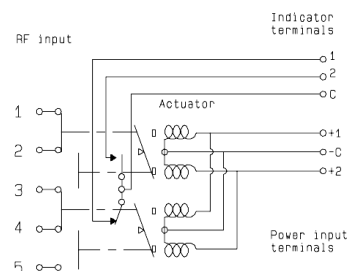 Indicator
terminals
RF input
1
2
C
Actuator
1
2
3
4
5
+1
-C
+2
Power input
terminals